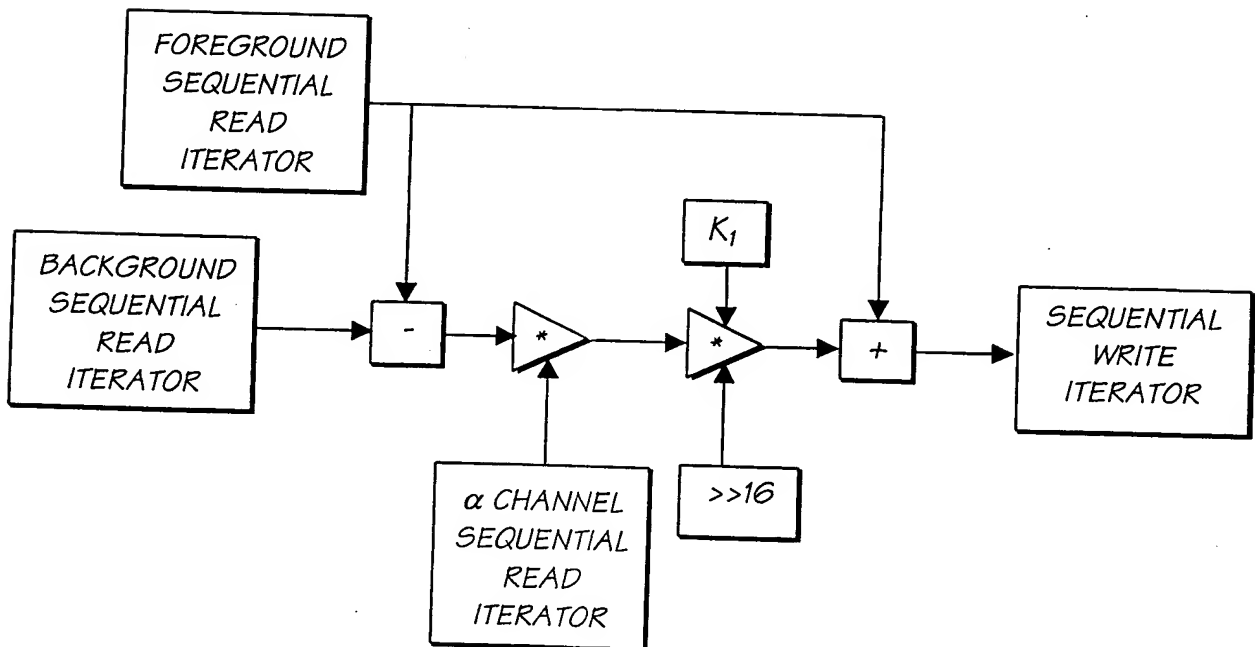 FOREGROUND
SEQUENTIAL
READ
ITERATOR
K₁
BACKGROUND
SEQUENTIAL
READ
ITERATOR
-
*
*
+
SEQUENTIAL
WRITE
ITERATOR
α CHANNEL
SEQUENTIAL
READ
ITERATOR
>>16